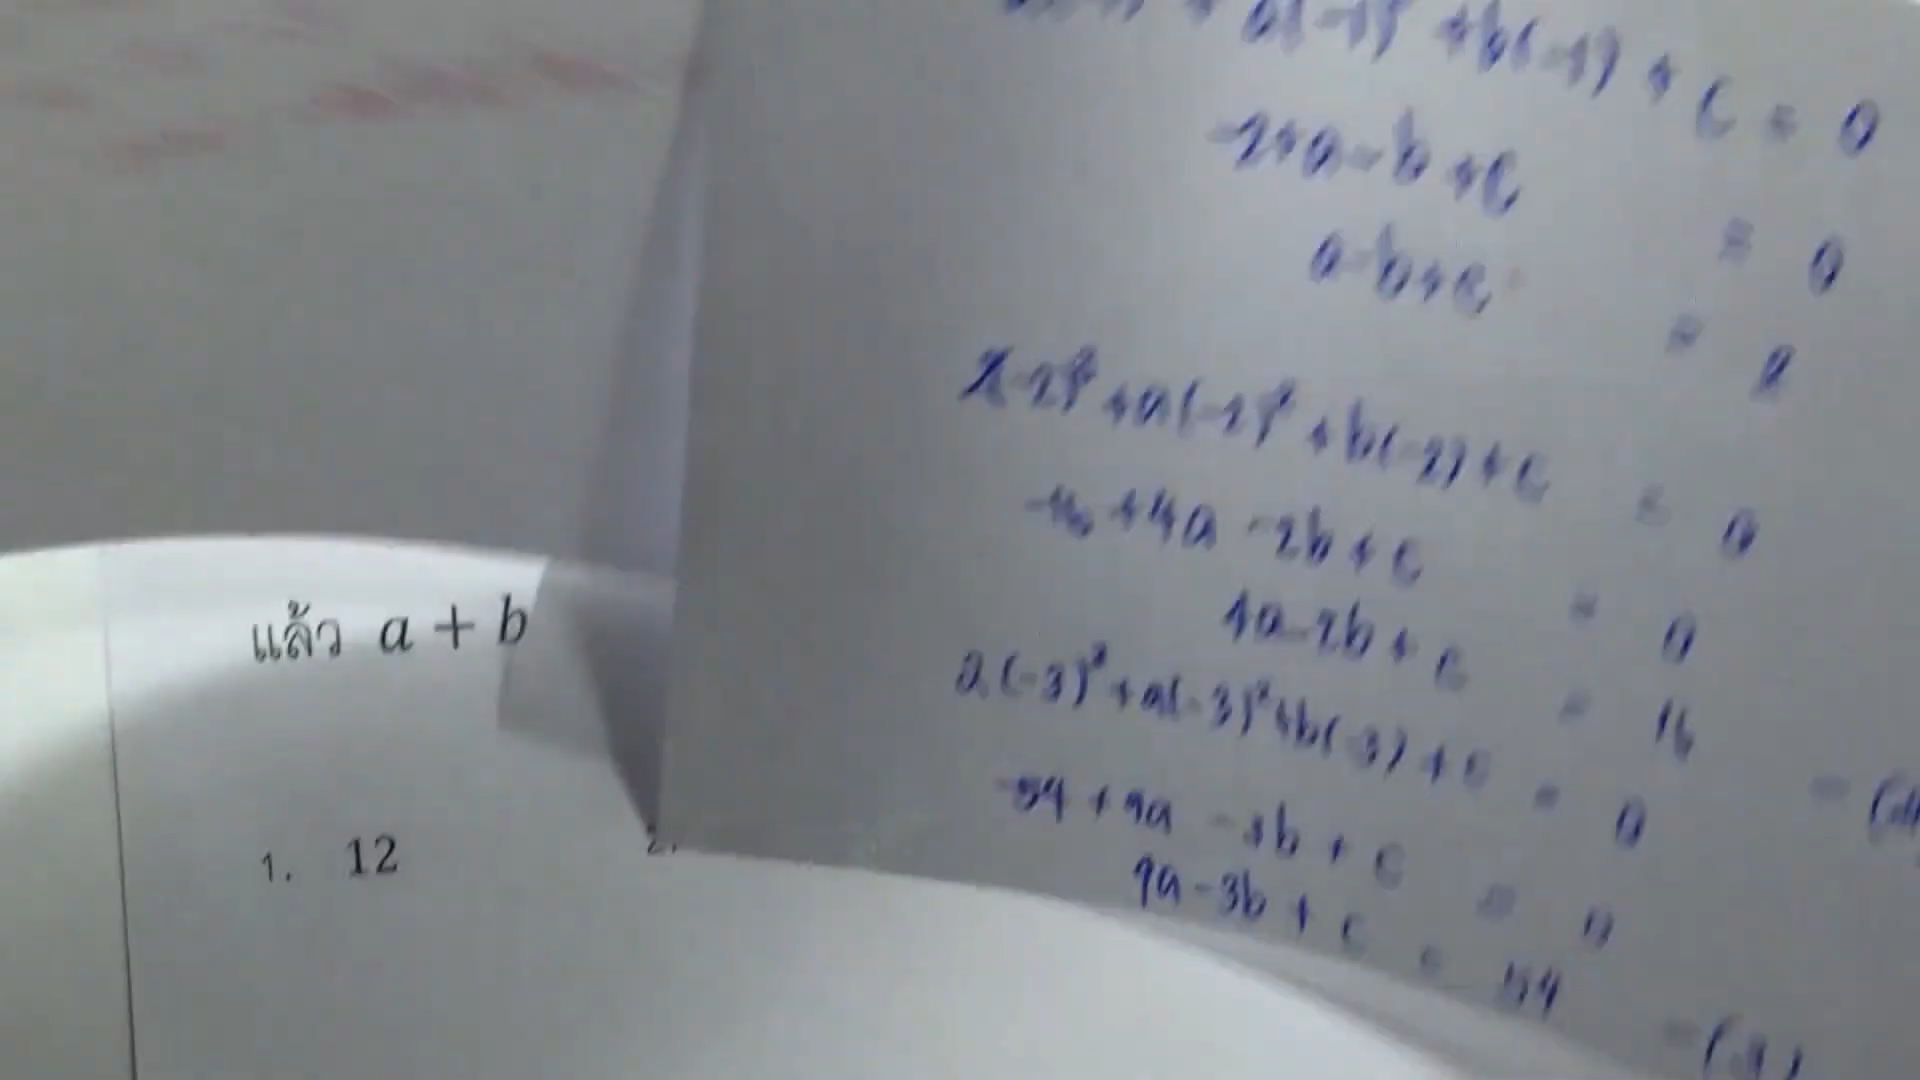 a(-1)² + b(-1) + c = 0
-2+a-b+c = 0
a-b+c = 2
2(-2)³ +a(-2)² +b(-2)+c = 0
-16 +4a -2b + c = 0
4a-2b + c = 16
2(-3)³+a(-3)²+b(-3) + c = 0
-54 + 9a -3b + c = 0
9a-3b + c = 54
แล้ว a + b
1. 12
2.